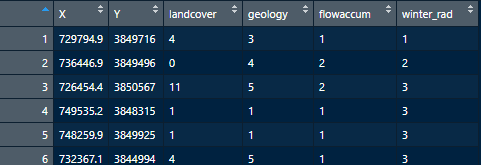 X Y landcover geology flowaccum winter_rad
1 729794.9 3849716 4 3 1 1
2 736446.9 3849496 0 4 2 2
3 726454.4 3850567 11 5 2 3
4 749535.2 3848315 1 1 1 3
5 748259.9 3849925 1 1 1 3
6 732367.1 3844994 4 5 1 3